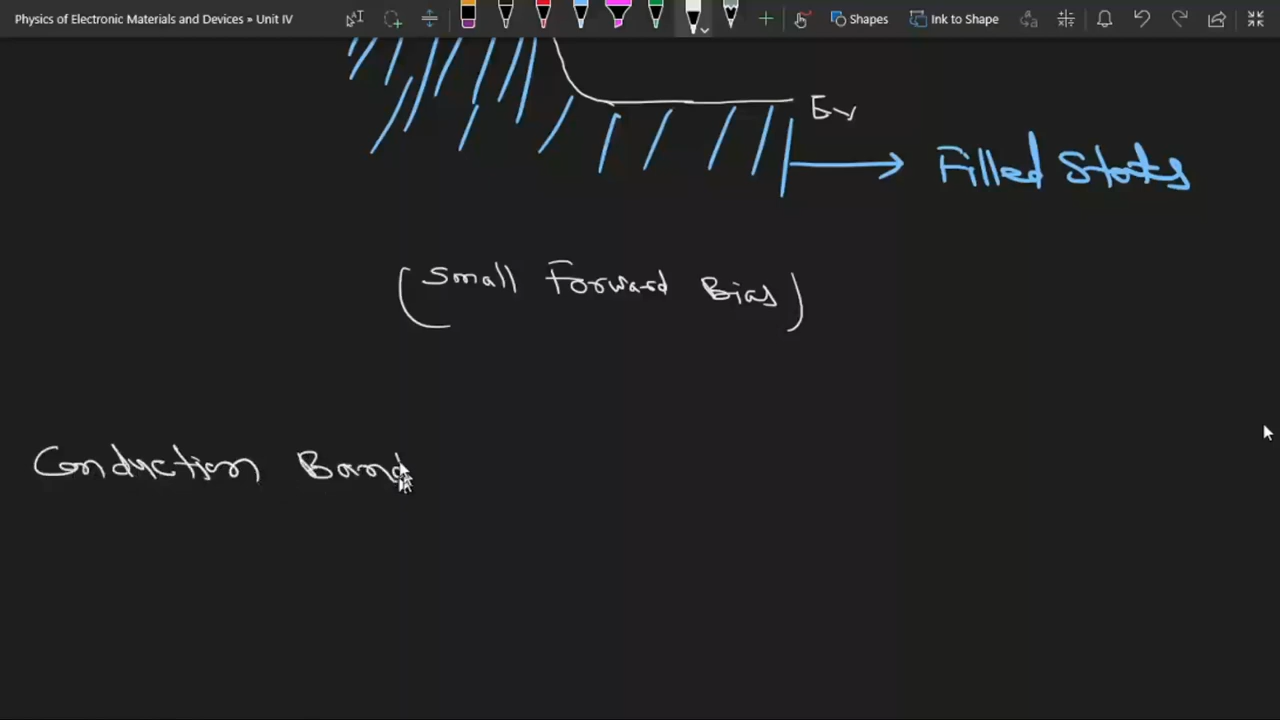 Physics of Electronic Materials and Devices » Unit IV
Shapes
Ink to Shape
Ev
Filled States
(Small Forward Bias)
Conduction Band